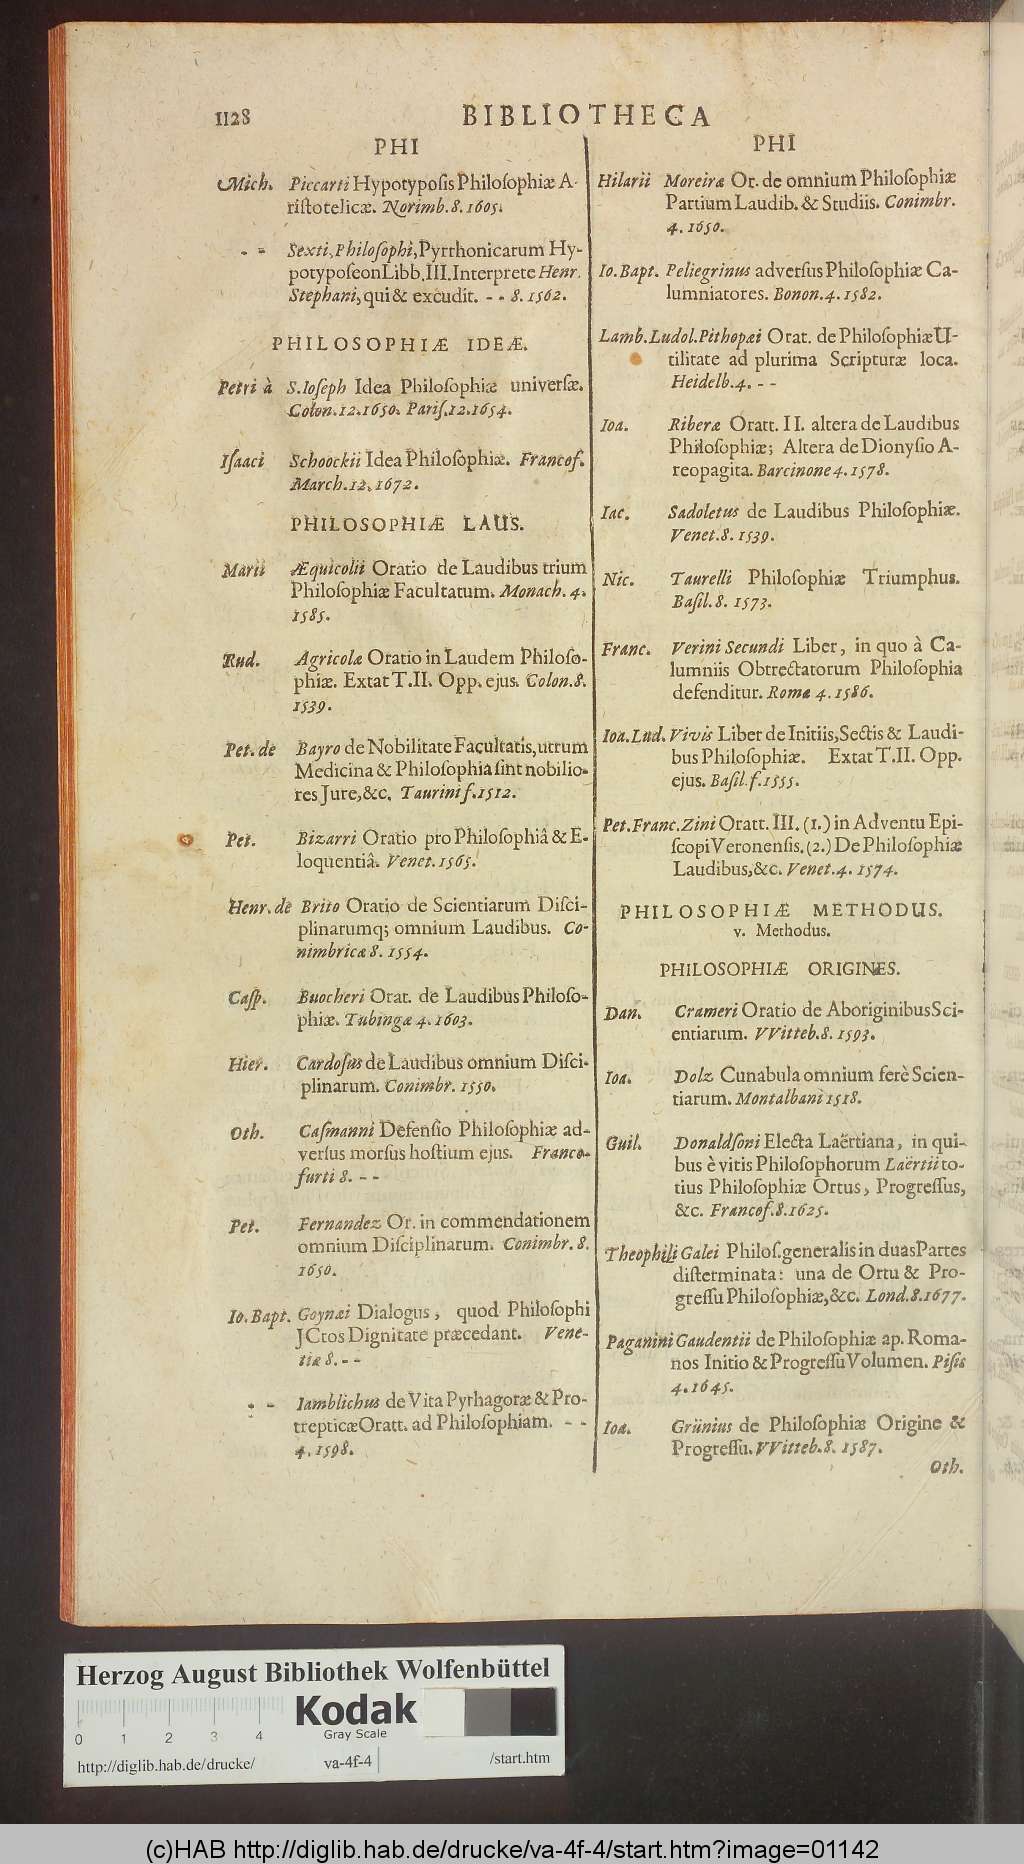 1128
BIBLIOTHECA
PHI
Mich. Piccarti Hypotyposis Philosophiæ A-
ristotelicæ. Norimb. 8. 1605.
- - Sexti, Philosophi, Pyrrhonicarum Hy-
potyposeon Libb. III. Interprete Henr.
Stephani, qui & excudit. - - 8. 1562.
PHILOSOPHIÆ IDEÆ.
Petri à S. Ioseph Idea Philosophiæ universæ.
Colon. 12. 1650. Paris. 12. 1654.
Isaaci Schoockii Idea Philosophiæ. Francof.
March. 12. 1672.
PHILOSOPHIÆ LAUS.
Marii Æquicolii Oratio de Laudibus trium
Philosophiæ Facultatum. Monach. 4.
1585.
Rud. Agricolæ Oratio in Laudem Philoso-
phiæ. Extat T. II. Opp. ejus. Colon. 8.
1539.
Pet. de Bayro de Nobilitate Facultatis, utrum
Medicina & Philosophia sint nobilio-
res Jure, &c. Taurini f. 1512.
Pet. Bizarri Oratio pro Philosophiâ & E-
loquentiâ. Venet. 1565.
Henr. de Brito Oratio de Scientiarum Disci-
plinarumq; omnium Laudibus. Co-
nimbricæ 8. 1554.
Casp. Buocheri Orat. de Laudibus Philoso-
phiæ. Tubingæ 4. 1603.
Hier. Cardosus de Laudibus omnium Disci-
plinarum. Conimbr. 1550.
Oth. Casmanni Defensio Philosophiæ ad-
versus morsus hostium ejus. Franco-
furti 8. - -
Pet. Fernandez Or. in commendationem
omnium Disciplinarum. Conimbr. 8.
1650.
Io. Bapt. Goynæi Dialogus, quod Philosophi
JCtos Dignitate præcedant. Vene-
tiæ 8. - -
- - Iamblichus de Vita Pyrhagoræ & Pro-
trepticæ Oratt. ad Philosophiam. - -
4. 1598.
PHI
Hilarii Moreiræ Or. de omnium Philosophiæ
Partium Laudib. & Studiis. Conimbr.
4. 1650.
Io. Bapt. Peliegrinus adversus Philosophiæ Ca-
lumniatores. Bonon. 4. 1582.
Lamb. Ludol. Pithopæi Orat. de Philosophiæ U-
tilitate ad plurima Scripturæ loca.
Heidelb. 4. - -
Ioa. Riberæ Oratt. II. altera de Laudibus
Philosophiæ; Altera de Dionysio A-
reopagita. Barcinone 4. 1578.
Iac. Sadoletus de Laudibus Philosophiæ.
Venet. 8. 1539.
Nic. Taurelli Philosophiæ Triumphus.
Basil. 8. 1573.
Franc. Verini Secundi Liber, in quo à Ca-
lumniis Obtrectatorum Philosophia
defenditur. Romæ 4. 1586.
Ioa. Lud. Vivis Liber de Initiis, Sectis & Laudi-
bus Philosophiæ. Extat T. II. Opp.
ejus. Basil. f. 1555.
Pet. Franc. Zini Oratt. III. (1.) in Adventu Epi-
scopi Veronensis. (2.) De Philosophiæ
Laudibus, &c. Venet. 4. 1574.
PHILOSOPHIÆ METHODUS.
v. Methodus.
PHILOSOPHIÆ ORIGINES.
Dan. Crameri Oratio de Aboriginibus Sci-
entiarum. VVitteb. 8. 1593.
Ioa. Dolz Cunabula omnium ferè Scien-
tiarum. Montalbani 1518.
Guil. Donaldsoni Electa Laërtiana, in qui-
bus è vitis Philosophorum Laërtii to-
tius Philosophiæ Ortus, Progressus,
&c. Francof. 8. 1625.
Theophili Galei Philos. generalis in duas Partes
disterminata: una de Ortu & Pro-
gressu Philosophiæ, &c. Lond. 8. 1677.
Paganini Gaudentii de Philosophiæ ap. Roma-
nos Initio & Progressu Volumen. Pisis
4. 1645.
Ioa. Grünius de Philosophiæ Origine &
Progressu. VVitteb. 8. 1587.
Oth.
Herzog August Bibliothek Wolfenbüttel
0 1 2 3 4
Kodak
Gray Scale
http://diglib.hab.de/drucke/ va-4f-4 /start.htm
(c)HAB http://diglib.hab.de/drucke/va-4f-4/start.htm?image=01142